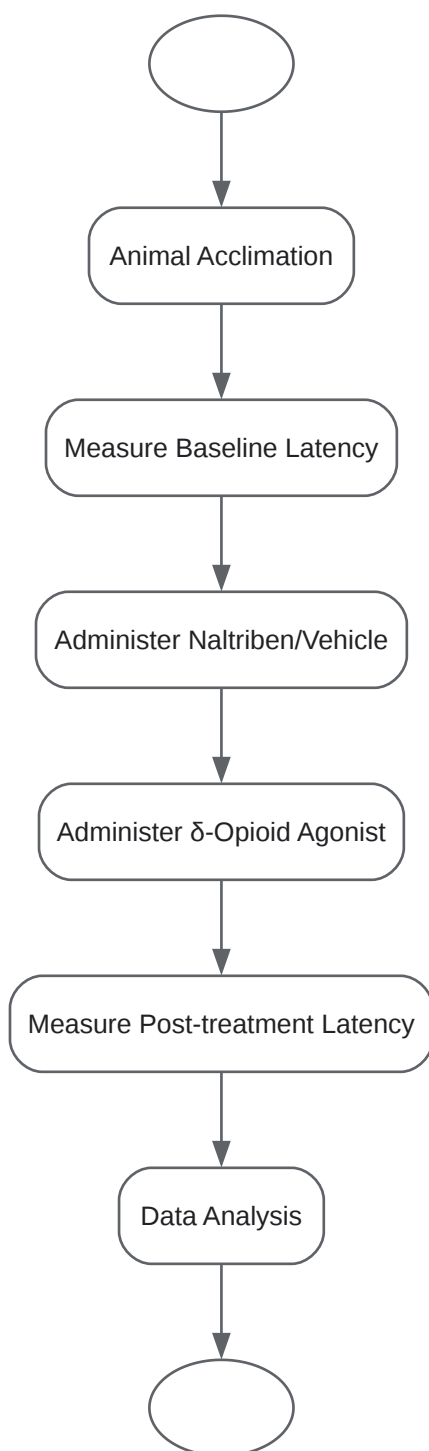 Animal Acclimation
Measure Baseline Latency
Administer Naltriben/Vehicle
Administer δ-Opioid Agonist
Measure Post-treatment Latency
Data Analysis